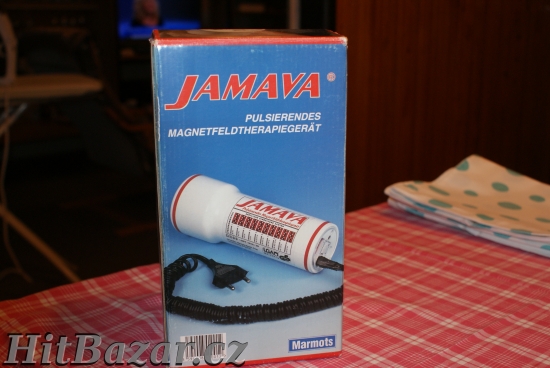 JAMAVA ®
PULSIERENDES
MAGNETFELDTHERAPIEGERÄT
JAMAVA
Marmots
HitBazar.cz